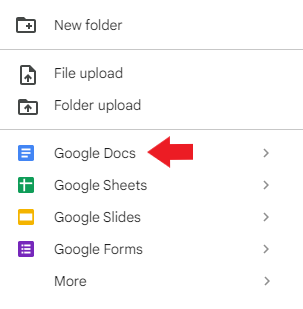 New folder
File upload
Folder upload
Google Docs
Google Sheets
Google Slides
Google Forms
More